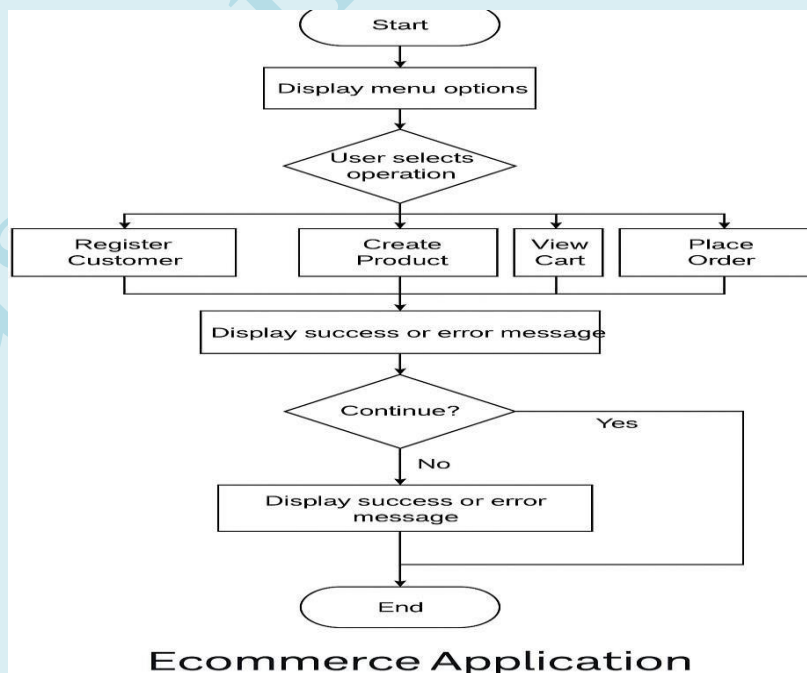 Start
Display menu options
User selects
operation
Register
Customer
Create
Product
View
Cart
Place
Order
Display success or error message
Continue?
Yes
No
Display success or error
message
End
Ecommerce Application